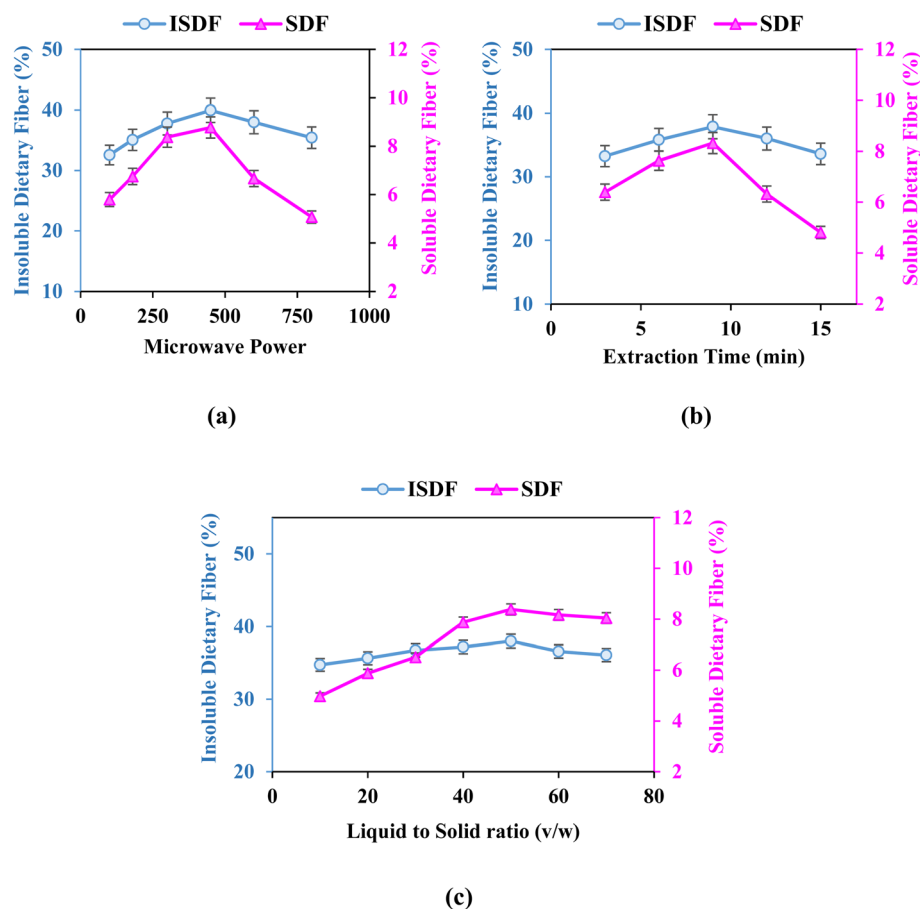 ISDF SDF
Insoluble Dietary Fiber (%)
50
40
30
20
10
Soluble Dietary Fiber (%)
12
10
8
6
4
2
0 250 500 750 1000
Microwave Power
(a)
ISDF SDF
Insoluble Dietary Fiber (%)
50
40
30
20
10
Soluble Dietary Fiber (%)
12
10
8
6
4
2
0 5 10 15
Extraction Time (min)
(b)
ISDF SDF
Insoluble Dietary Fiber (%)
50
40
30
20
Soluble Dietary Fiber (%)
12
10
8
6
4
2
0 20 40 60 80
Liquid to Solid ratio (v/w)
(c)